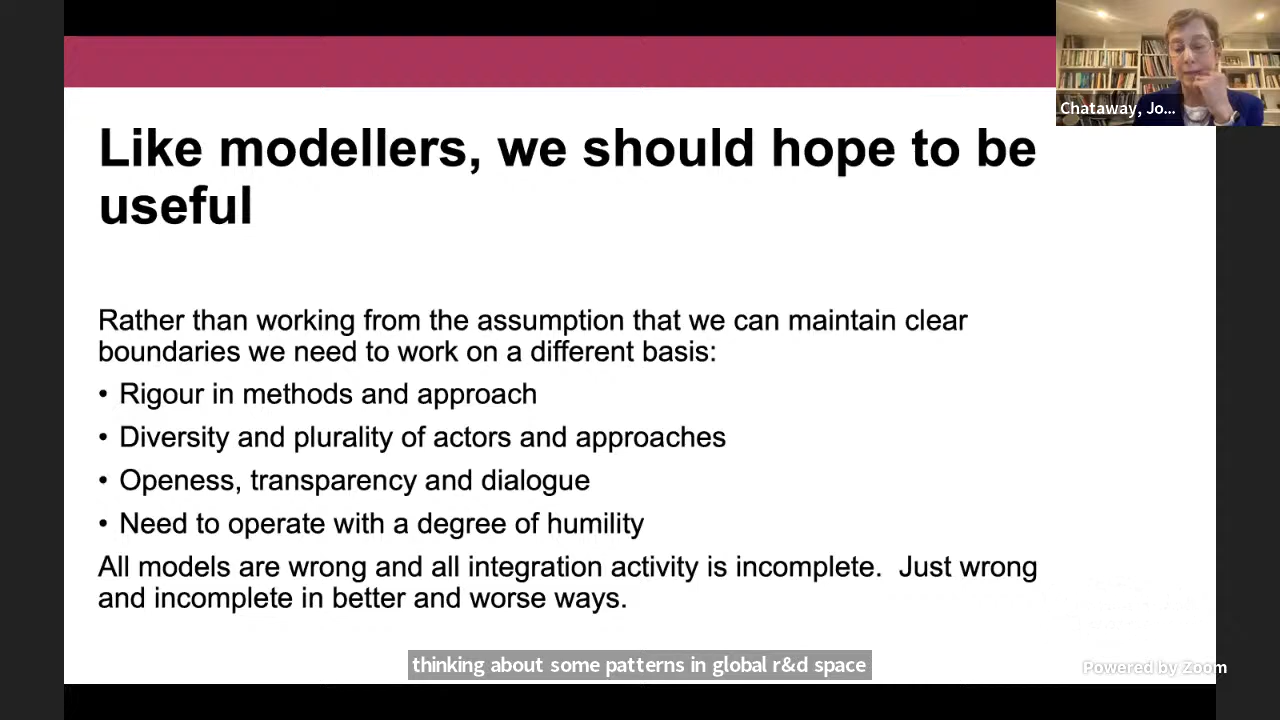 Chataway, Jo...
Like modellers, we should hope to be
useful
Rather than working from the assumption that we can maintain clear
boundaries we need to work on a different basis:
• Rigour in methods and approach
• Diversity and plurality of actors and approaches
• Openess, transparency and dialogue
• Need to operate with a degree of humility
All models are wrong and all integration activity is incomplete.  Just wrong
and incomplete in better and worse ways.
thinking about some patterns in global r&d space
Powered by Zoom